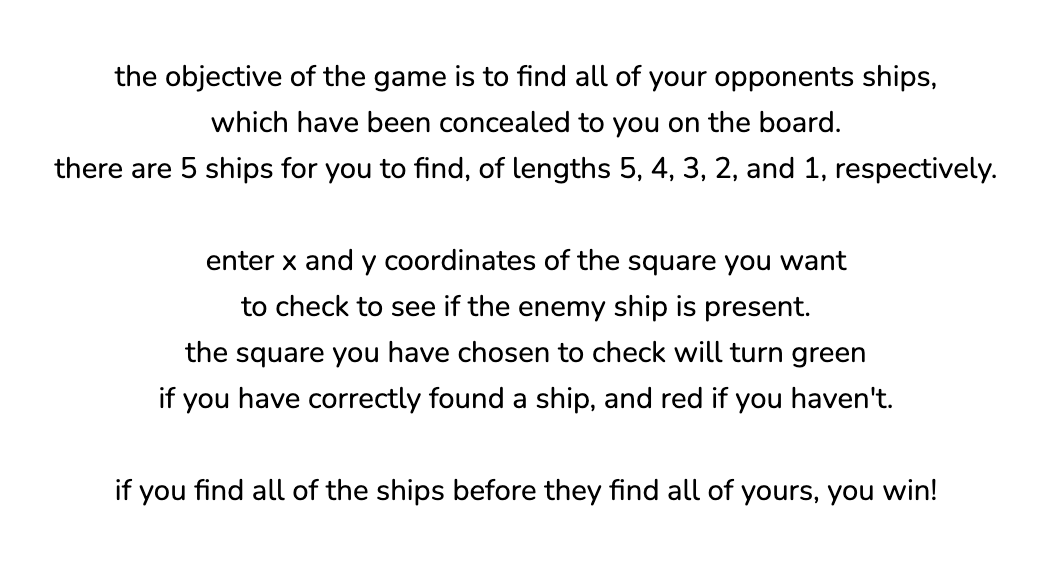 the objective of the game is to find all of your opponents ships,
which have been concealed to you on the board.
there are 5 ships for you to find, of lengths 5, 4, 3, 2, and 1, respectively.
enter x and y coordinates of the square you want
to check to see if the enemy ship is present.
the square you have chosen to check will turn green
if you have correctly found a ship, and red if you haven't.
if you find all of the ships before they find all of yours, you win!